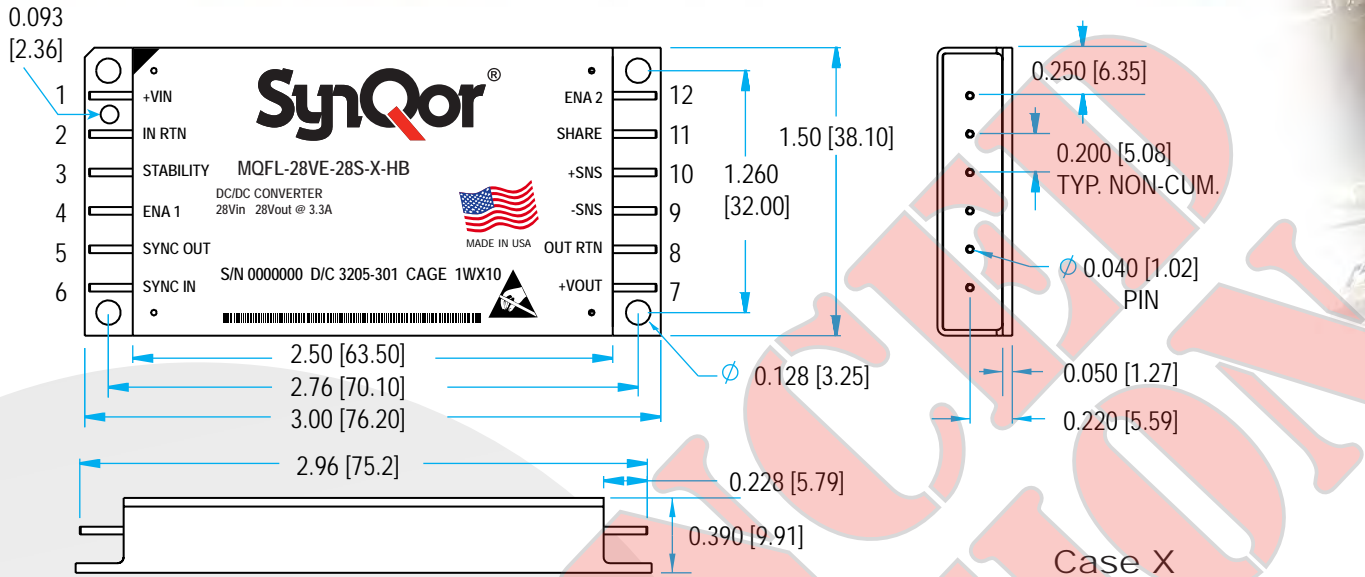 0.093
[2.36]
SynQor®
1 +VIN
2 IN RTN
3 STABILITY
4 ENA 1
5 SYNC OUT
6 SYNC IN
ENA 2 12
SHARE 11
+SNS 10
-SNS 9
OUT RTN 8
+VOUT 7
MQFL-28VE-28S-X-HB
DC/DC CONVERTER
28Vin 28Vout @ 3.3A
MADE IN USA
S/N 0000000 D/C 3205-301 CAGE 1WX10
1.260
[32.00]
1.50 [38.10]
2.50 [63.50]
2.76 [70.10]
3.00 [76.20]
⌀ 0.128 [3.25]
0.250 [6.35]
0.200 [5.08]
TYP. NON-CUM.
⌀ 0.040 [1.02]
PIN
0.050 [1.27]
0.220 [5.59]
2.96 [75.2]
0.228 [5.79]
0.390 [9.91]
Case X